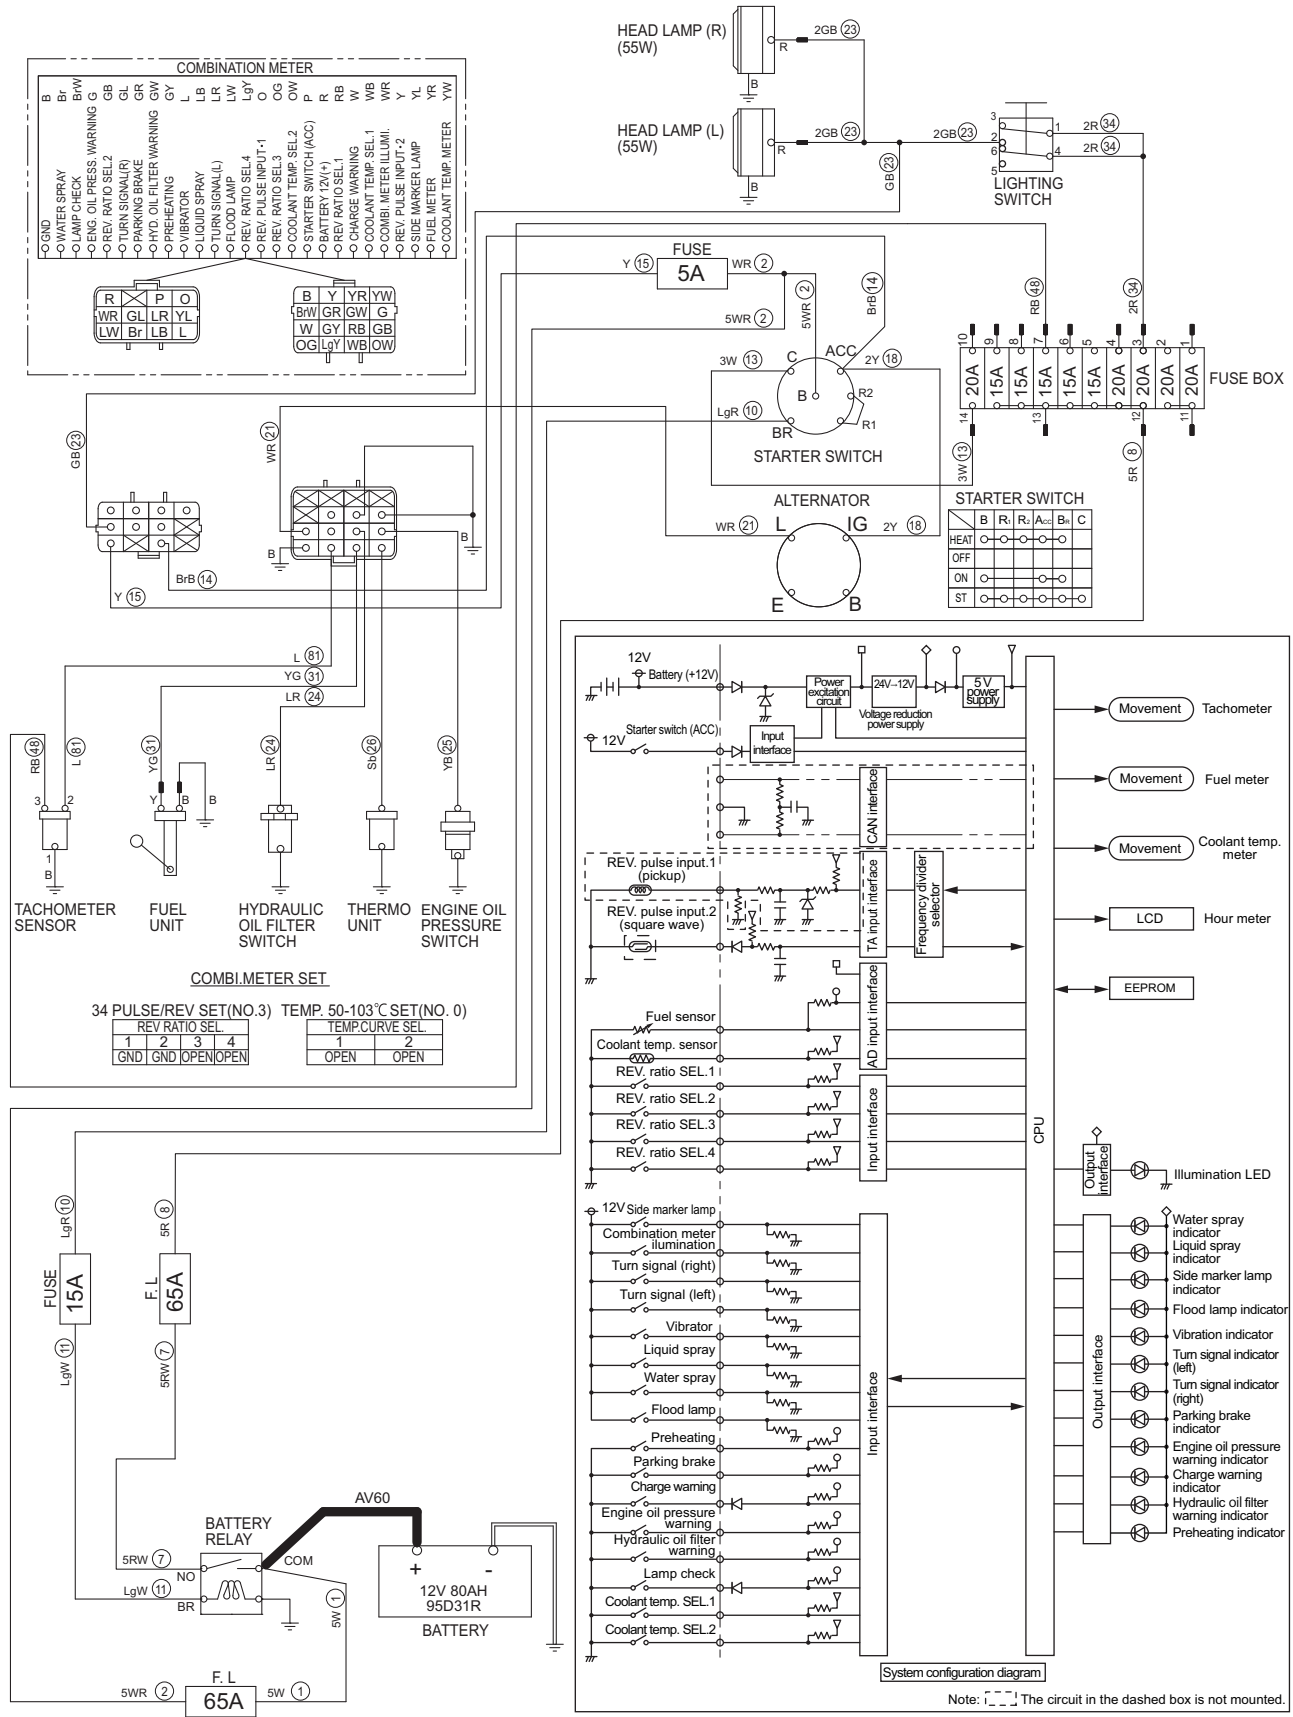 HEAD LAMP (R)
(55W)
R
B
2GB 23
HEAD LAMP (L)
(55W)
R
B
2GB 23
2GB 23
GB 23
3
2
6
5
1
4
2R 34
2R 34
LIGHTING
SWITCH
COMBINATION METER
B GND
Br WATER SPRAY
BrW LAMP CHECK
G ENG. OIL PRESS. WARNING
GB REV. RATIO SEL.2
GL TURN SIGNAL(R)
GR PARKING BRAKE
GW HYD. OIL FILTER WARNING
GY PREHEATING
L VIBRATOR
LB LIQUID SPRAY
LR TURN SIGNAL(L)
LW FLOOD LAMP
LgY REV. RATIO SEL.4
O REV. PULSE INPUT・1
OG REV. RATIO SEL.3
OW COOLANT TEMP. SEL.2
P STARTER SWITCH (ACC)
R BATTERY 12V(+)
RB REV RATIO SEL.1
W CHARGE WARNING
WB COOLANT TEMP. SEL.1
WR COMBI. METER ILLUMI.
Y REV. PULSE INPUT・2
YL SIDE MARKER LAMP
YR FUEL METER
YW COOLANT TEMP. METER
R P O
WR GL LR YL
LW Br LB L
B Y YR YW
BrW GR GW G
W GY RB GB
OG LgY WB OW
Y 15
FUSE
5A
WR 2
5WR 2
5WR 2
BrB 14
RB 48
2R 34
3W 13
C
ACC
2Y 18
B
R2
R1
LgR 10
BR
STARTER SWITCH
10 9 8 7 6 5 4 3 2 1
20A 15A 15A 15A 15A 15A 20A 20A 20A 20A
14 13 12 11
FUSE BOX
3W 13
5R 8
GB 23
WR 21
B
B
BrB 14
Y 15
ALTERNATOR
WR 21
L
IG
2Y 18
E
B
STARTER SWITCH
B R1 R2 ACC BR C
HEAT
OFF
ON
ST
L 81
YG 31
LR 24
RB 48
L 81
YG 31
LR 24
Sb 26
YB 25
3
2
1
B
Y
B
B
TACHOMETER
SENSOR
FUEL
UNIT
HYDRAULIC
OIL FILTER
SWITCH
THERMO
UNIT
ENGINE OIL
PRESSURE
SWITCH
COMBI.METER SET
34 PULSE/REV SET(NO.3)
REV RATIO SEL.
1 2 3 4
GND GND OPEN OPEN
TEMP. 50-103℃ SET(NO. 0)
TEMP.CURVE SEL.
1 2
OPEN OPEN
LgR 10
5R 8
FUSE
15A
F. L
65A
LgW 11
5RW 7
AV60
BATTERY
RELAY
5RW 7
NO
COM
LgW 11
BR
5W 1
+
-
12V 80AH
95D31R
BATTERY
5WR 2
F. L
65A
5W 1
12V
Battery (+12V)
Power
excitation
circuit
24V→12V
Voltage reduction
power supply
5V
power
supply
12V
Starter switch (ACC)
Input
interface
CAN interface
REV. pulse input.1
(pickup)
REV. pulse input.2
(square wave)
TA input interface
Frequency divider
selector
AD input interface
Fuel sensor
Coolant temp. sensor
REV. ratio SEL.1
REV. ratio SEL.2
REV. ratio SEL.3
REV. ratio SEL.4
Input interface
CPU
12V
Side marker lamp
Combination meter
ilumination
Turn signal (right)
Turn signal (left)
Vibrator
Liquid spray
Water spray
Flood lamp
Preheating
Parking brake
Charge warning
Engine oil pressure
warning
Hydraulic oil filter
warning
Lamp check
Coolant temp. SEL.1
Coolant temp. SEL.2
Input interface
Movement
Tachometer
Movement
Fuel meter
Movement
Coolant temp.
meter
LCD
Hour meter
EEPROM
Output
interface
Illumination LED
Output interface
Water spray
indicator
Liquid spray
indicator
Side marker lamp
indicator
Flood lamp indicator
Vibration indicator
Turn signal indicator
(left)
Turn signal indicator
(right)
Parking brake
indicator
Engine oil pressure
warning indicator
Charge warning
indicator
Hydraulic oil filter
warning indicator
Preheating indicator
System configuration diagram
Note: The circuit in the dashed box is not mounted.